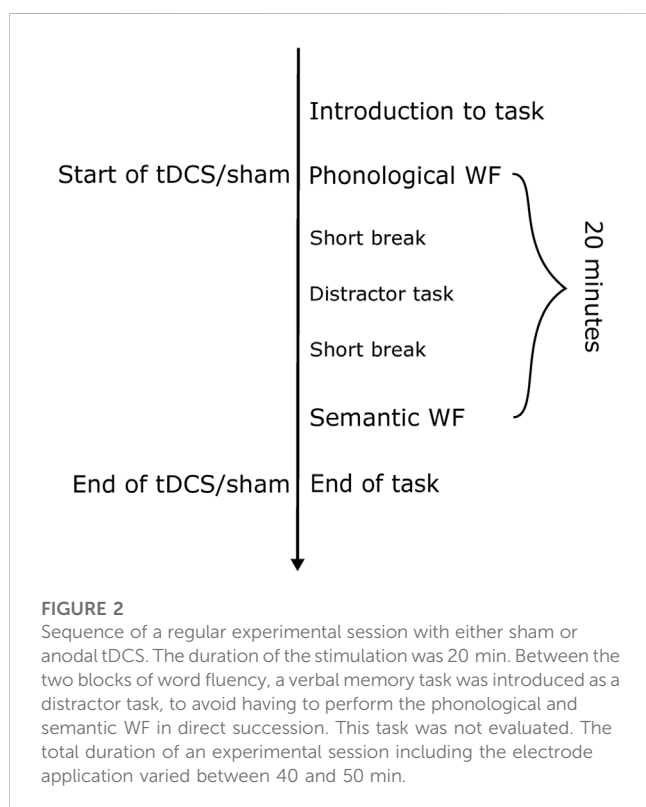 Introduction to task
Start of tDCS/sham Phonological WF
Short break
Distractor task
Short break
Semantic WF
End of tDCS/sham End of task
20 minutes
FIGURE 2
Sequence of a regular experimental session with either sham or
anodal tDCS. The duration of the stimulation was 20 min. Between the
two blocks of word fluency, a verbal memory task was introduced as a
distractor task, to avoid having to perform the phonological and
semantic WF in direct succession. This task was not evaluated. The
total duration of an experimental session including the electrode
application varied between 40 and 50 min.